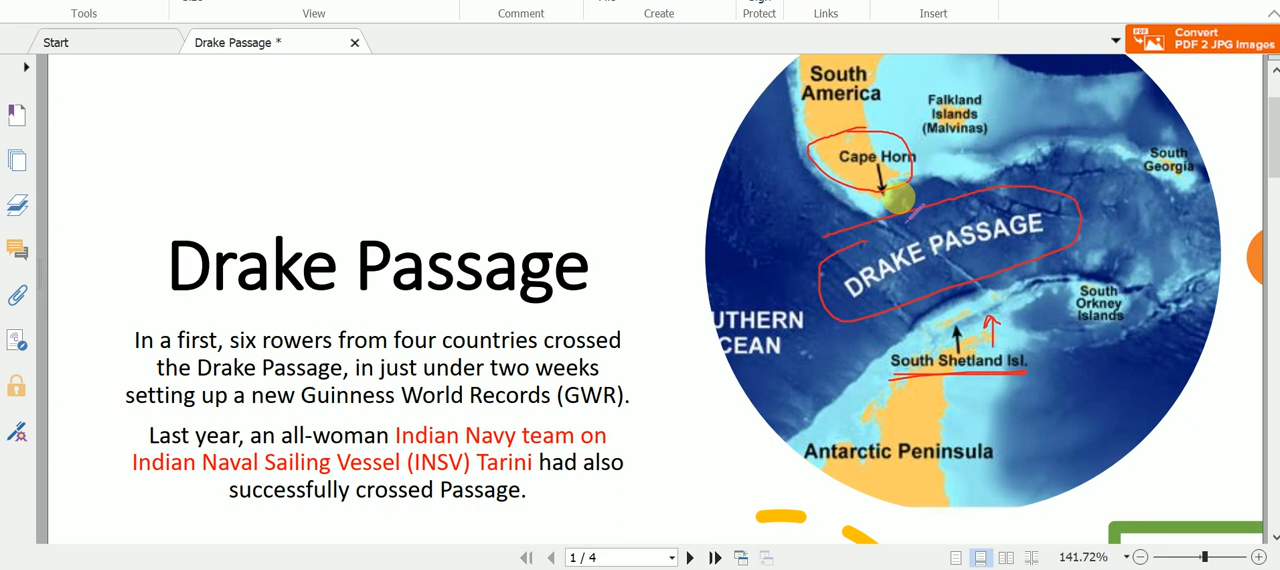 Tools
View
Comment
Create
Protect
Links
Insert
Start
Drake Passage *
Convert
PDF 2 JPG Images
Drake Passage
In a first, six rowers from four countries crossed
the Drake Passage, in just under two weeks
setting up a new Guinness World Records (GWR).
Last year, an all-woman Indian Navy team on
Indian Naval Sailing Vessel (INSV) Tarini had also
successfully crossed Passage.
South
America
Falkland
Islands
(Malvinas)
Cape Horn
South
Georgia
DRAKE PASSAGE
South
Orkney
Islands
UTHERN
CEAN
South Shetland Isl.
Antarctic Peninsula
1 / 4
141.72%